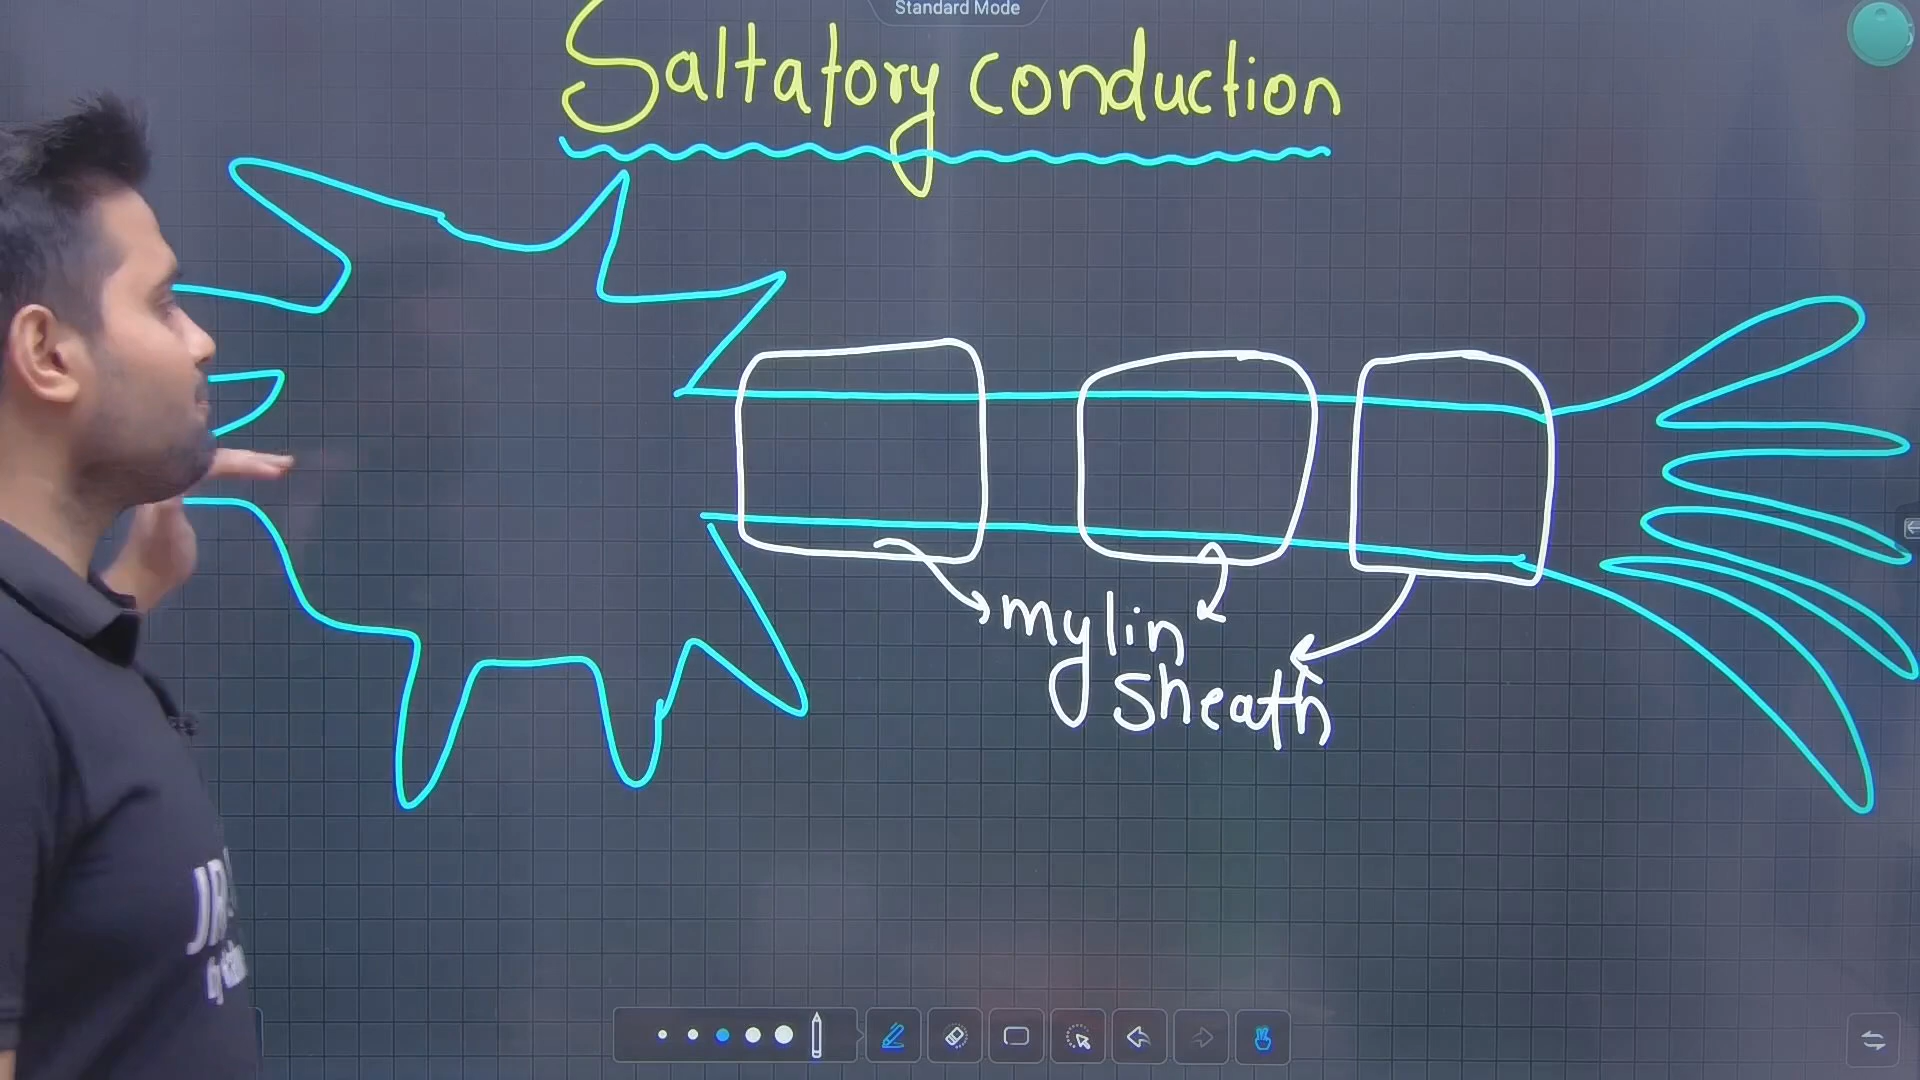 Standard Mode
Saltatory conduction
mylin
sheath